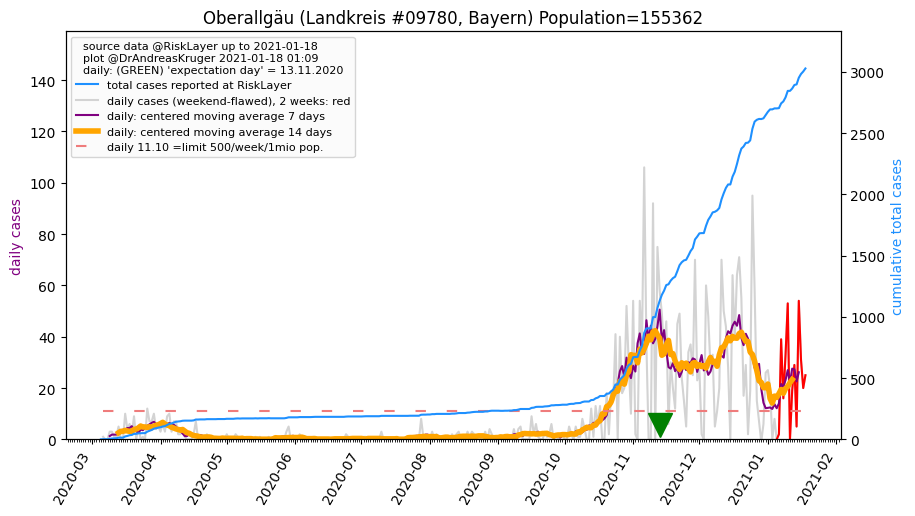 Oberallgäu (Landkreis #09780, Bayern) Population=155362
source data @RiskLayer up to 2021-01-18
plot @DrAndreasKruger 2021-01-18 01:09
daily: (GREEN) 'expectation day' = 13.11.2020
total cases reported at RiskLayer
daily cases (weekend-flawed), 2 weeks: red
daily: centered moving average 7 days
daily: centered moving average 14 days
daily 11.10 =limit 500/week/1mio pop.
daily cases
140
120
100
80
60
40
20
0
cumulative total cases
3000
2500
2000
1500
1000
500
0
2020-03
2020-04
2020-05
2020-06
2020-07
2020-08
2020-09
2020-10
2020-11
2020-12
2021-01
2021-02